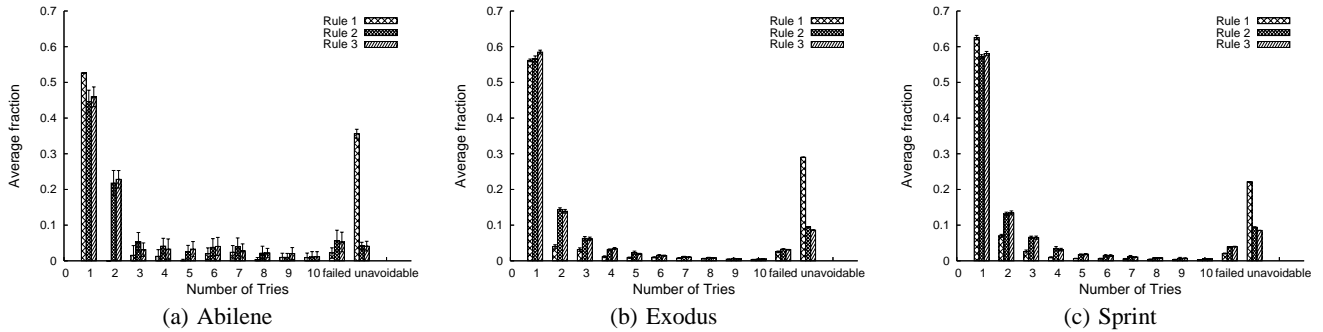 0.7
0.6
0.5
0.4
0.3
0.2
0.1
0
Average fraction
Rule 1
Rule 2
Rule 3
0 1 2 3 4 5 6 7 8 9 10 failed unavoidable
Number of Tries
(a) Abilene
0.7
0.6
0.5
0.4
0.3
0.2
0.1
0
Average fraction
Rule 1
Rule 2
Rule 3
0 1 2 3 4 5 6 7 8 9 10 failed unavoidable
Number of Tries
(b) Exodus
0.7
0.6
0.5
0.4
0.3
0.2
0.1
0
Average fraction
Rule 1
Rule 2
Rule 3
0 1 2 3 4 5 6 7 8 9 10 failed unavoidable
Number of Tries
(c) Sprint